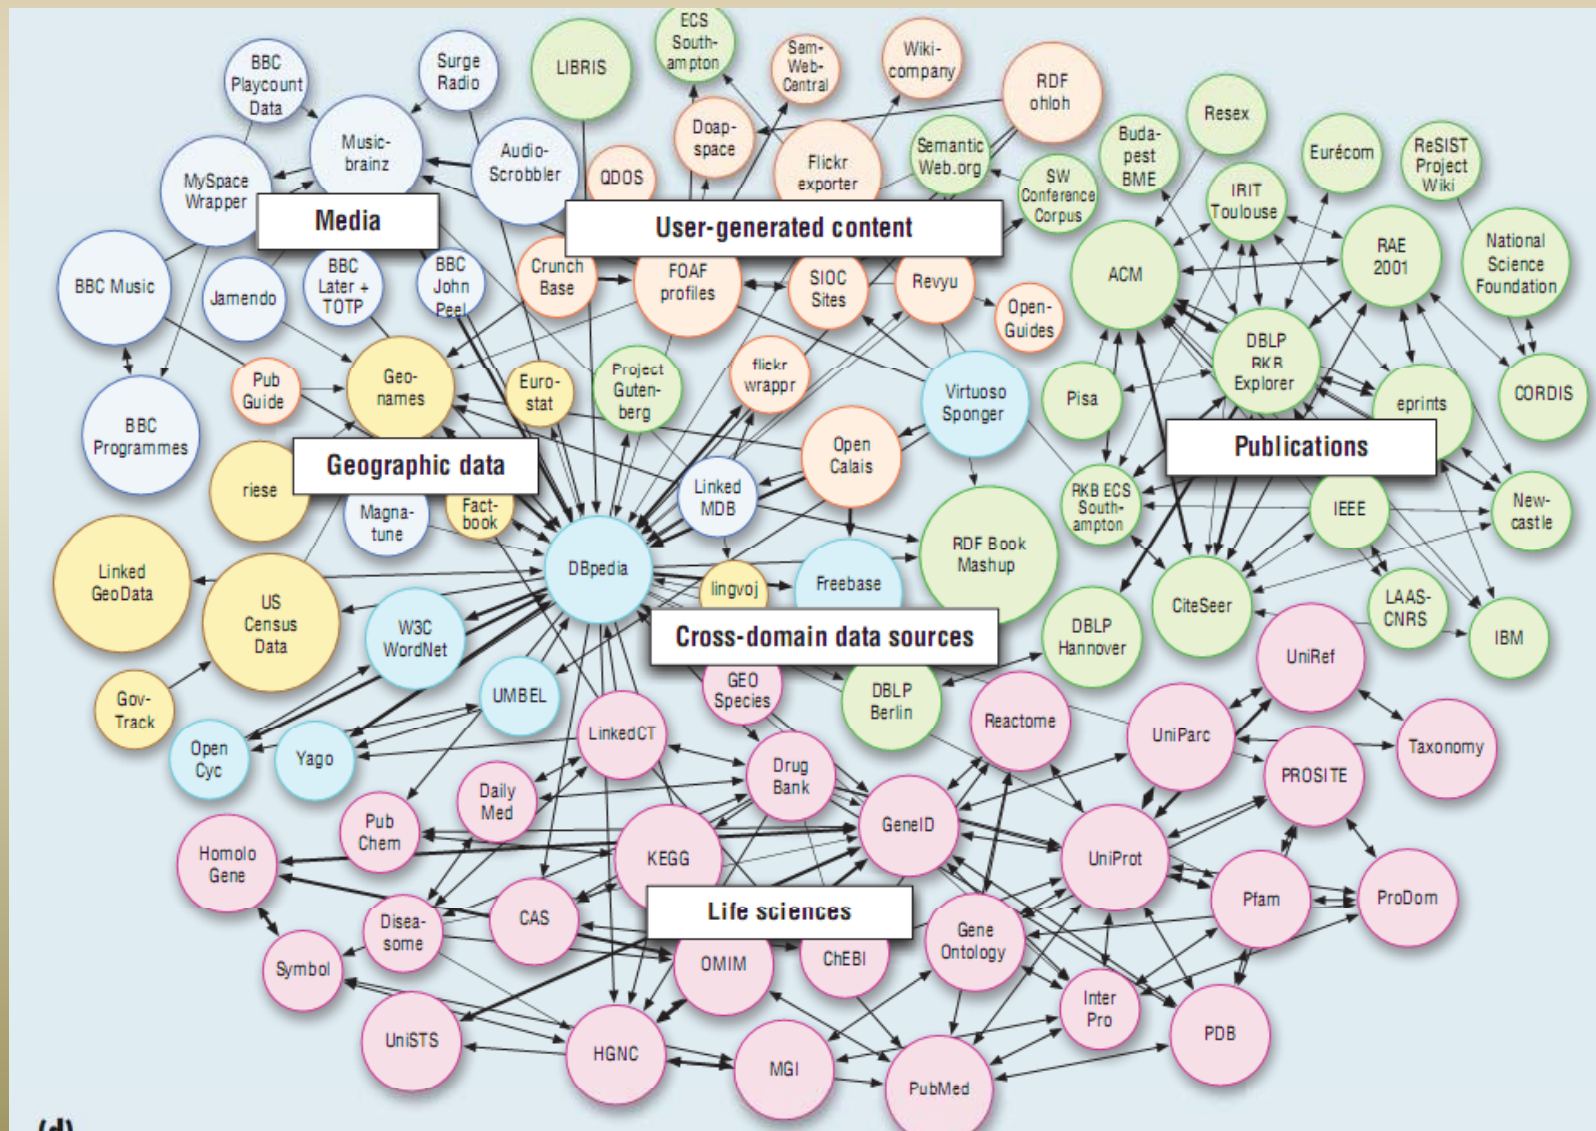 ECS
South-
ampton
BBC
Playcount
Data
Surge
Radio
LIBRIS
Sem-
Web-
Central
Wiki-
company
RDF
ohloh
Music-
brainz
Audio-
Scrobbler
Doap-
space
Flickr
exporter
Semantic
Web.org
Buda-
pest
BME
Resex
Eurécom
ReSIST
Project
Wiki
MySpace
Wrapper
QDOS
SW
Conference
Corpus
IRIT
Toulouse
Media
User-generated content
RAE
2001
National
Science
Foundation
BBC Music
Jamendo
BBC
Later +
TOTP
BBC
John
Peel
Crunch
Base
FOAF
profiles
SIOC
Sites
Revyu
Open-
Guides
ACM
DBLP
RKB
Explorer
Pub
Guide
Geo-
names
Euro-
stat
Project
Guten-
berg
flickr
wrappr
Virtuoso
Sponger
Pisa
eprints
CORDIS
BBC
Programmes
Geographic data
Open
Calais
Publications
riese
Magna-
tune
Fact-
book
Linked
MDB
RKB ECS
South-
ampton
IEEE
New-
castle
Linked
GeoData
US
Census
Data
W3C
WordNet
DBpedia
lingvoj
Freebase
RDF Book
Mashup
CiteSeer
LAAS-
CNRS
IBM
DBLP
Hannover
Cross-domain data sources
Gov-
Track
Open
Cyc
Yago
UMBEL
LinkedCT
GEO
Species
DBLP
Berlin
Reactome
UniParc
UniRef
Taxonomy
PROSITE
Daily
Med
Drug
Bank
Pub
Chem
Homolo
Gene
KEGG
GeneID
UniProt
Pfam
ProDom
Life sciences
Disea-
some
CAS
Symbol
OMIM
ChEBI
Gene
Ontology
Inter
Pro
PDB
UniSTS
HGNC
MGI
PubMed
(d)